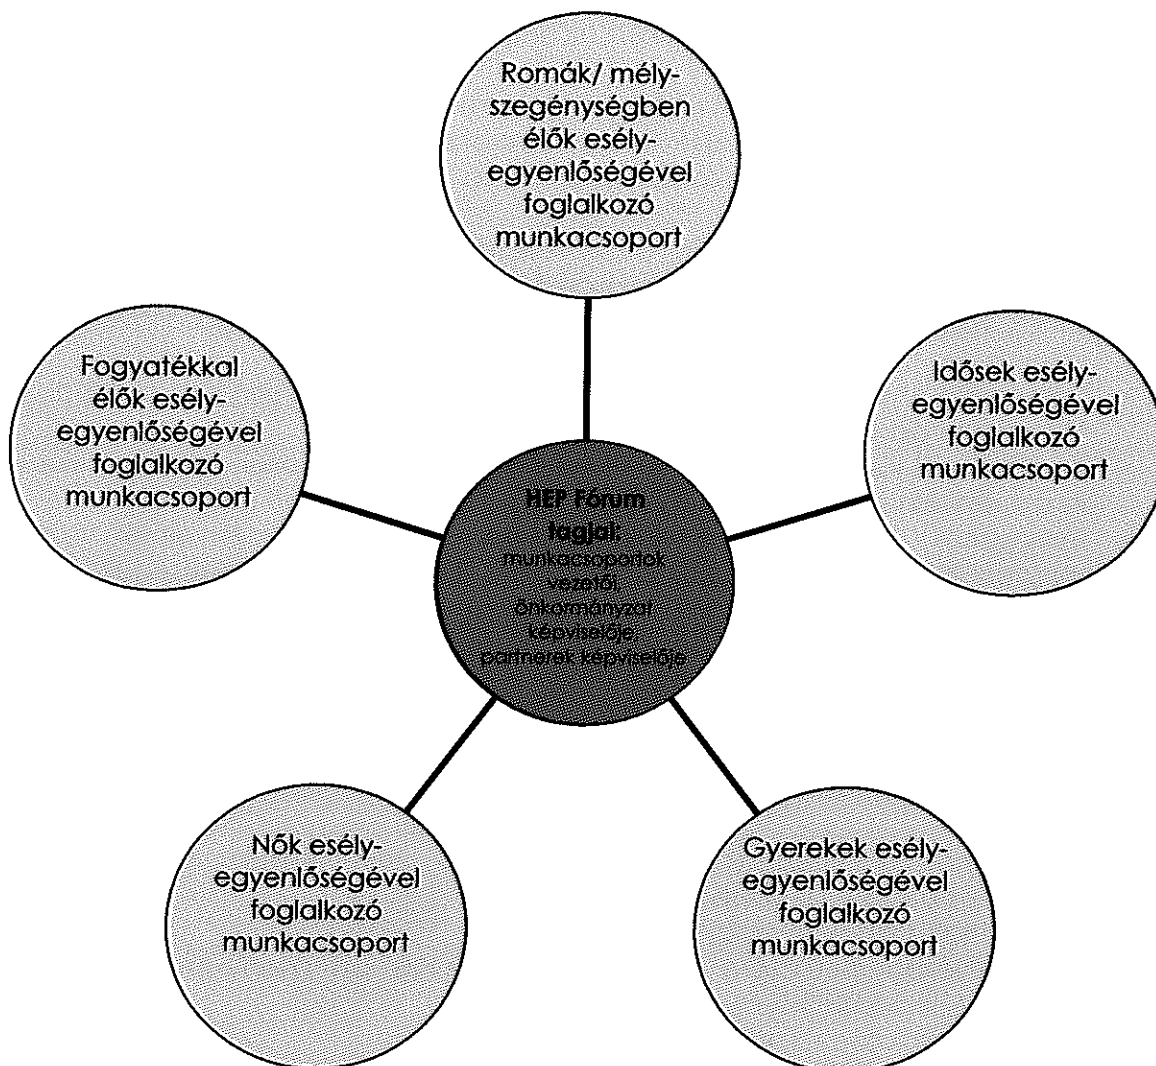 Romák/ mély-
szegénységben
élők esély-
egyenlőségével
foglalkozó
munkacsoport
Fogyatékkal
élők esély-
egyenlőségével
foglalkozó
munkacsoport
Idősek esély-
egyenlőségével
foglalkozó
munkacsoport
HEP Fórum
tagjai:
munkacsoportok
vezetői,
önkormányzat
képviselője,
partnerek képviselője
Nők esély-
egyenlőségével
foglalkozó
munkacsoport
Gyerekek esély-
egyenlőségével
foglalkozó
munkacsoport